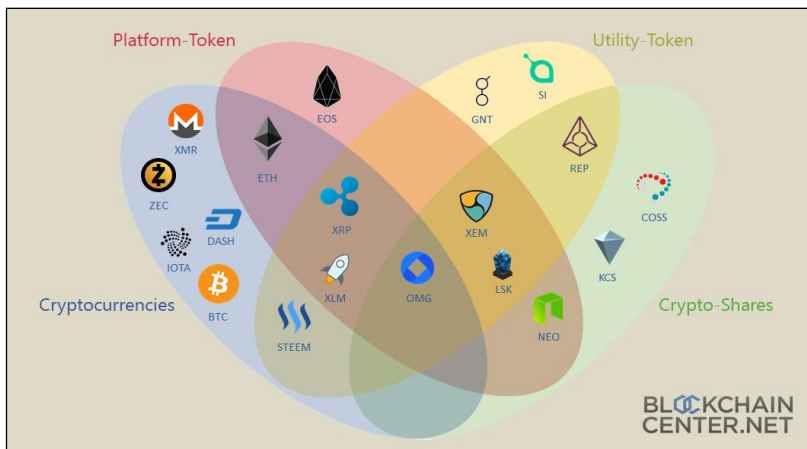 Platform-Token
Utility-Token
EOS
SI
GNT
XMR
ETH
REP
ZEC
COSS
DASH
XRP
XEM
IOTA
KCS
XLM
OMG
LSK
Cryptocurrencies
BTC
Crypto-Shares
STEEM
NEO
BLOCKCHAIN
CENTER.NET